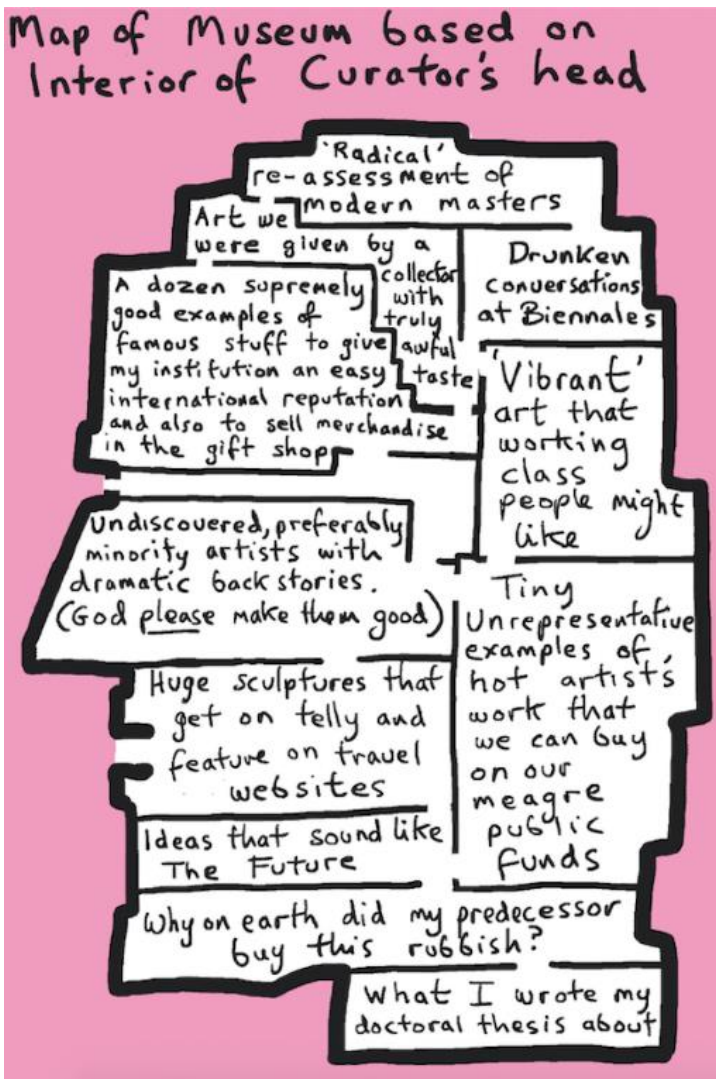 Map of Museum based on
Interior of Curator's head
'Radical'
re-assessment of
modern masters
Art we
were given by a
collector
with
truly
awful
taste
Drunken
conversations
at Biennales
A dozen supremely
good examples of
famous stuff to give
my institution an easy
international reputation
and also to sell merchandise
in the gift shop
'Vibrant'
art that
working
class
people might
like
Undiscovered, preferably
minority artists with
dramatic back stories.
(God please make them good)
Tiny
Unrepresentative
examples of
hot artist's
work that
we can buy
on our
meagre
public
funds
Huge sculptures that
get on telly and
feature on travel
websites
Ideas that sound like
The Future
Why on earth did my predecessor
buy this rubbish?
What I wrote my
doctoral thesis about